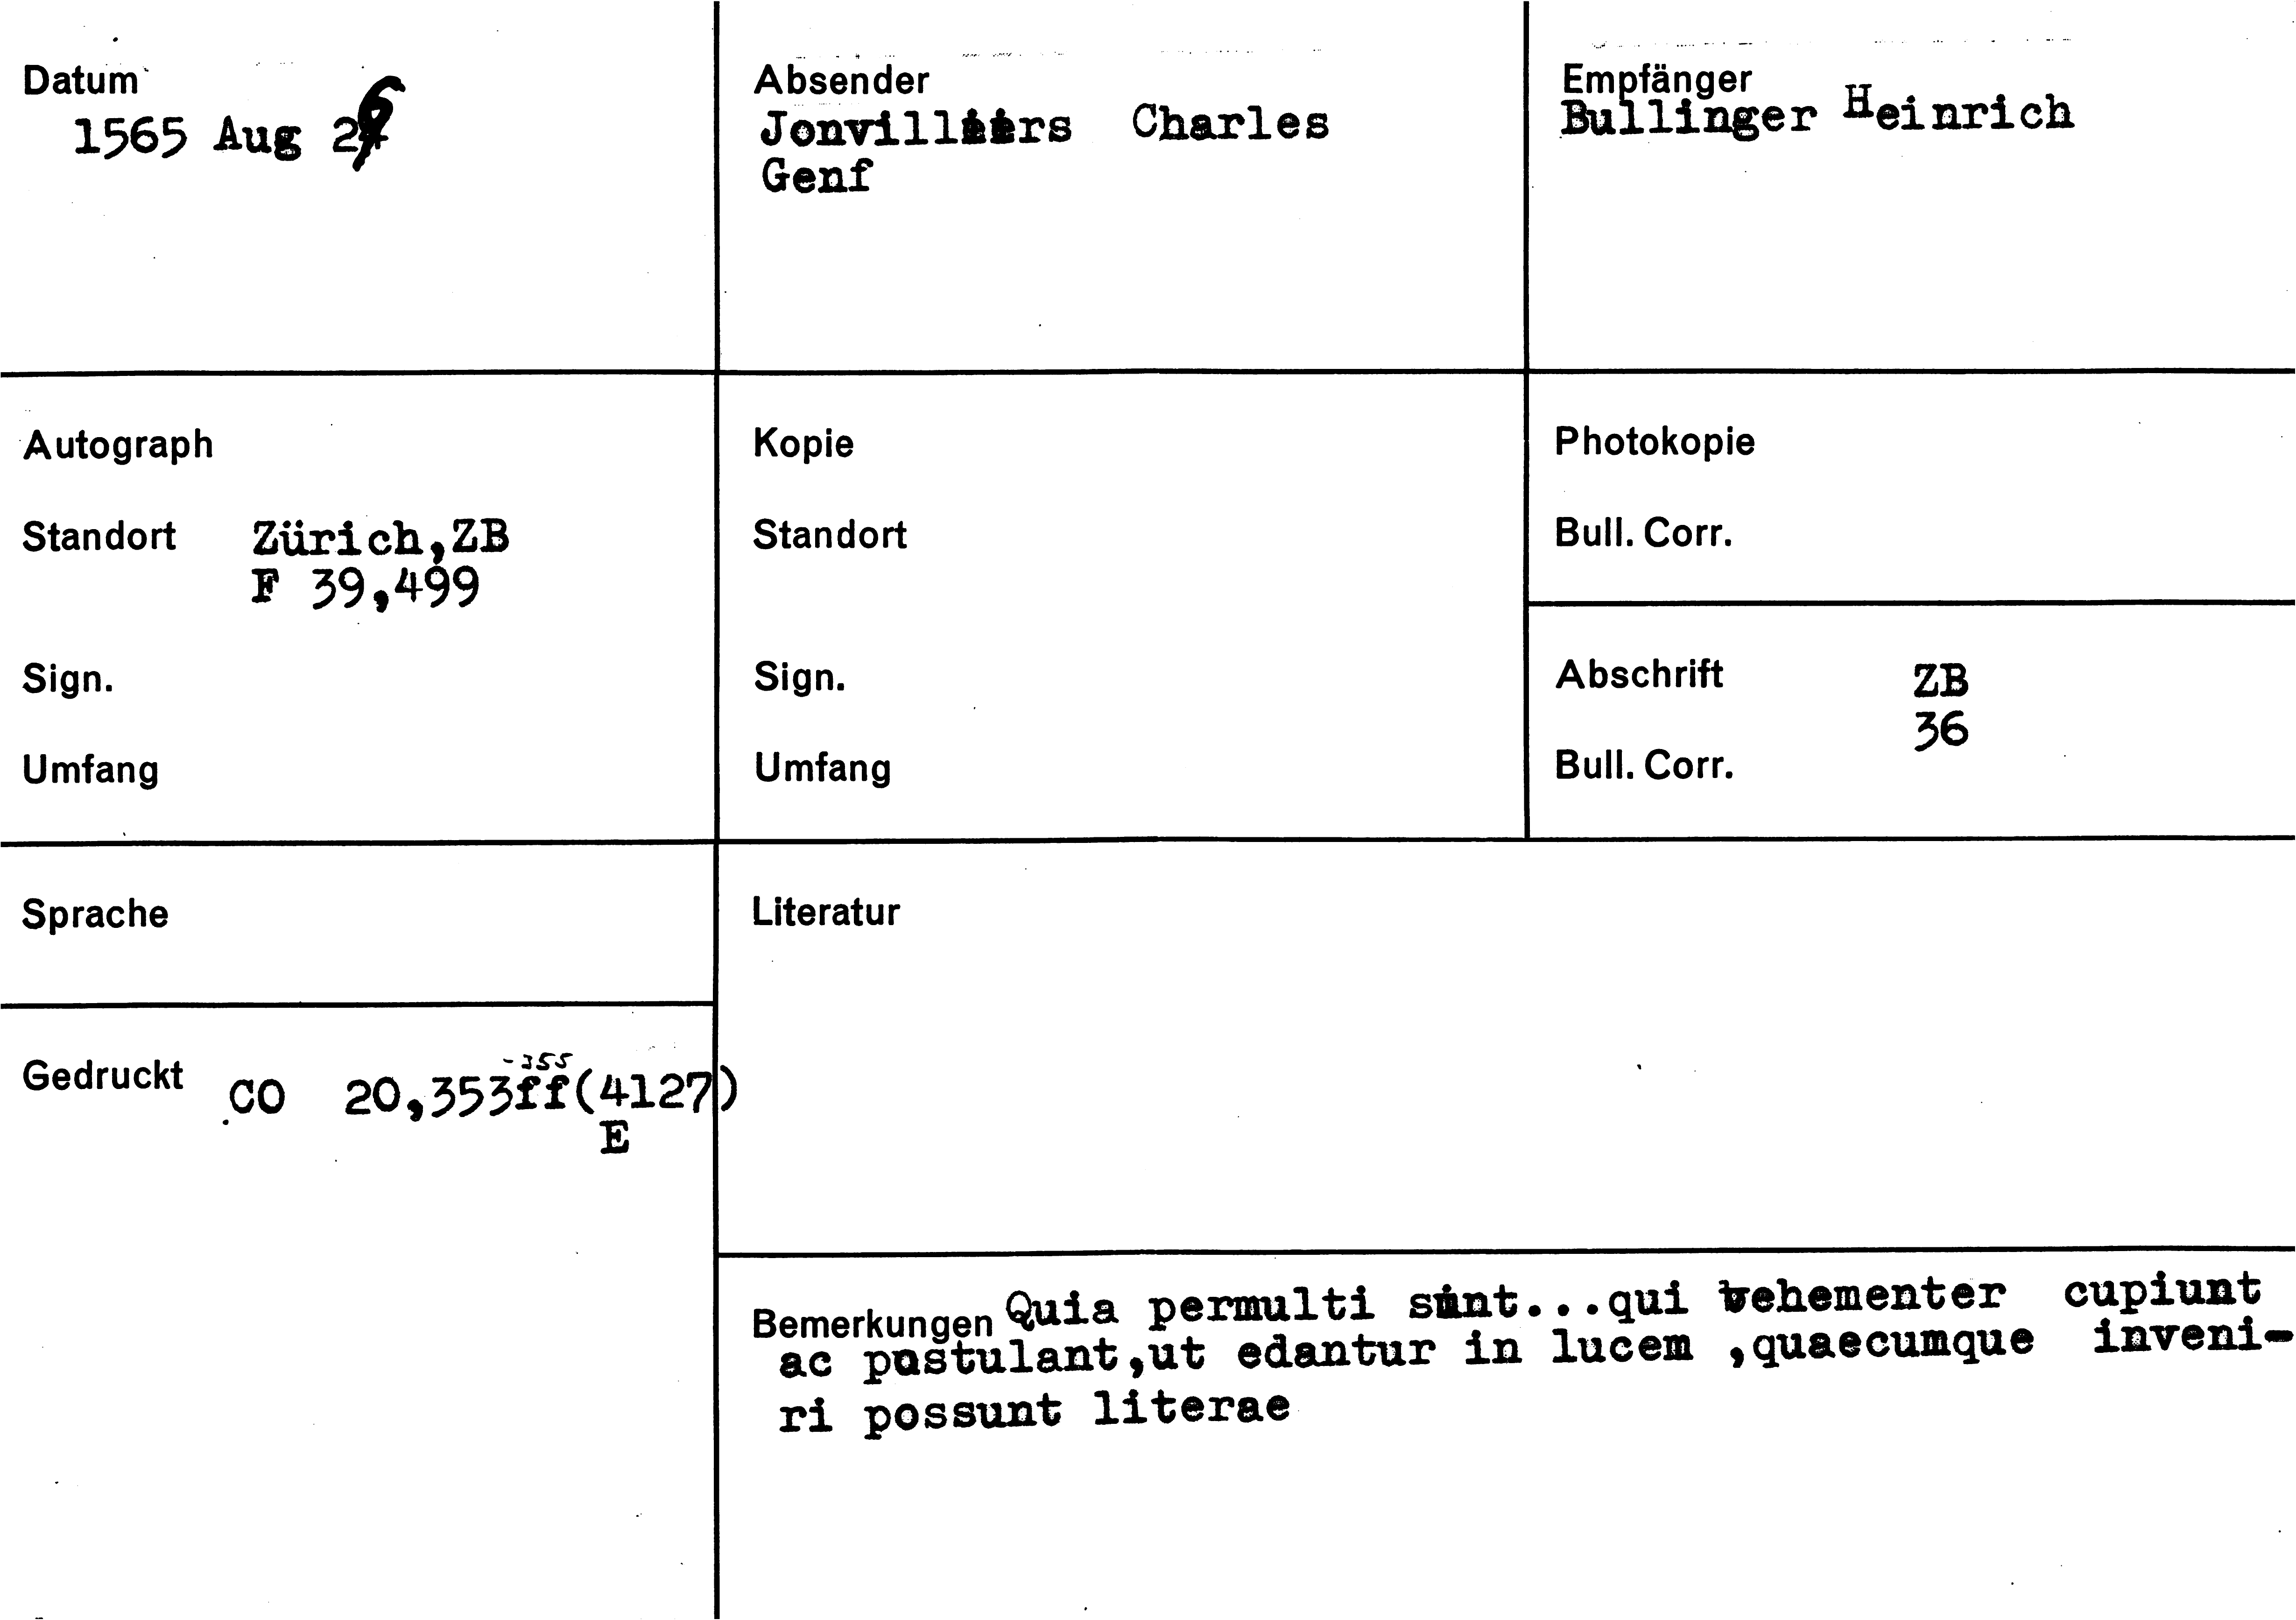 Datum
1565 Aug 26
Absender
Jonvilliers Charles
Genf
Empfänger
Bullinger Heinrich
Autograph
Standort Zürich,ZB
F 39,499
Sign.
Umfang
Kopie
Standort
Sign.
Umfang
Photokopie
Bull. Corr.
Abschrift ZB
36
Bull. Corr.
Sprache
Gedruckt
-355
CO 20,353ff(4127)
E
Literatur
Bemerkungen Quia permulti sunt...qui vehementer cupiunt
ac postulant,ut edantur in lucem ,quaecumque inveni-
ri possunt literae